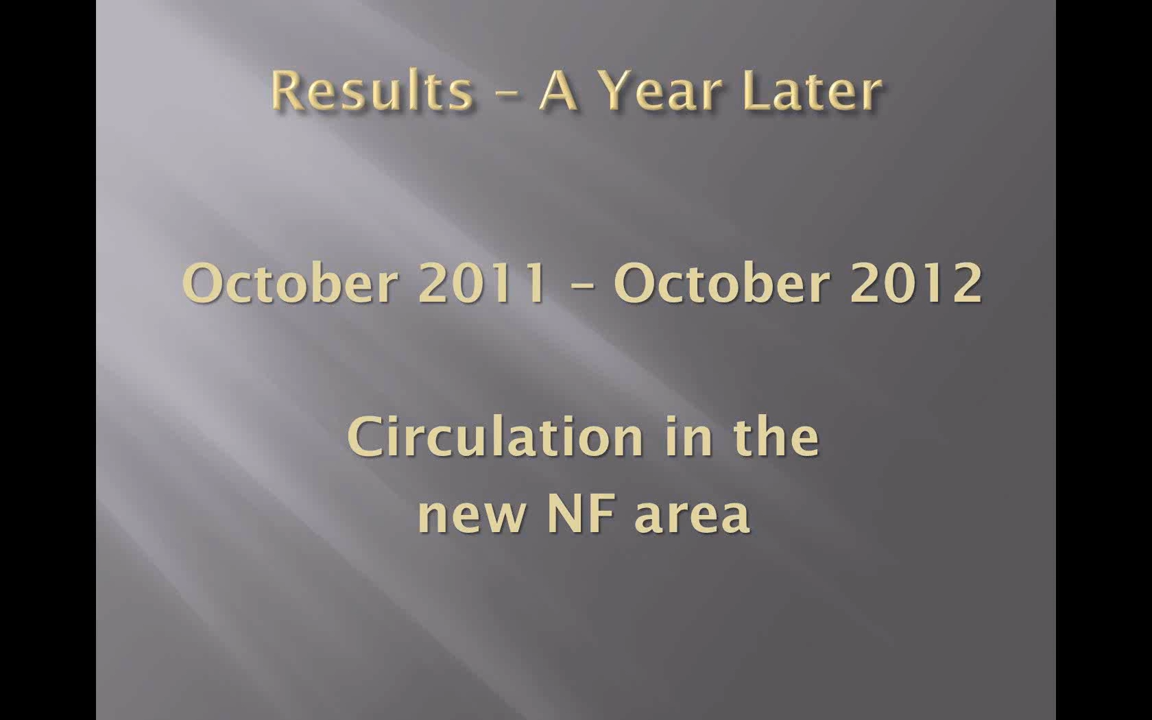 Results – A Year Later
October 2011 – October 2012
Circulation in the
new NF area